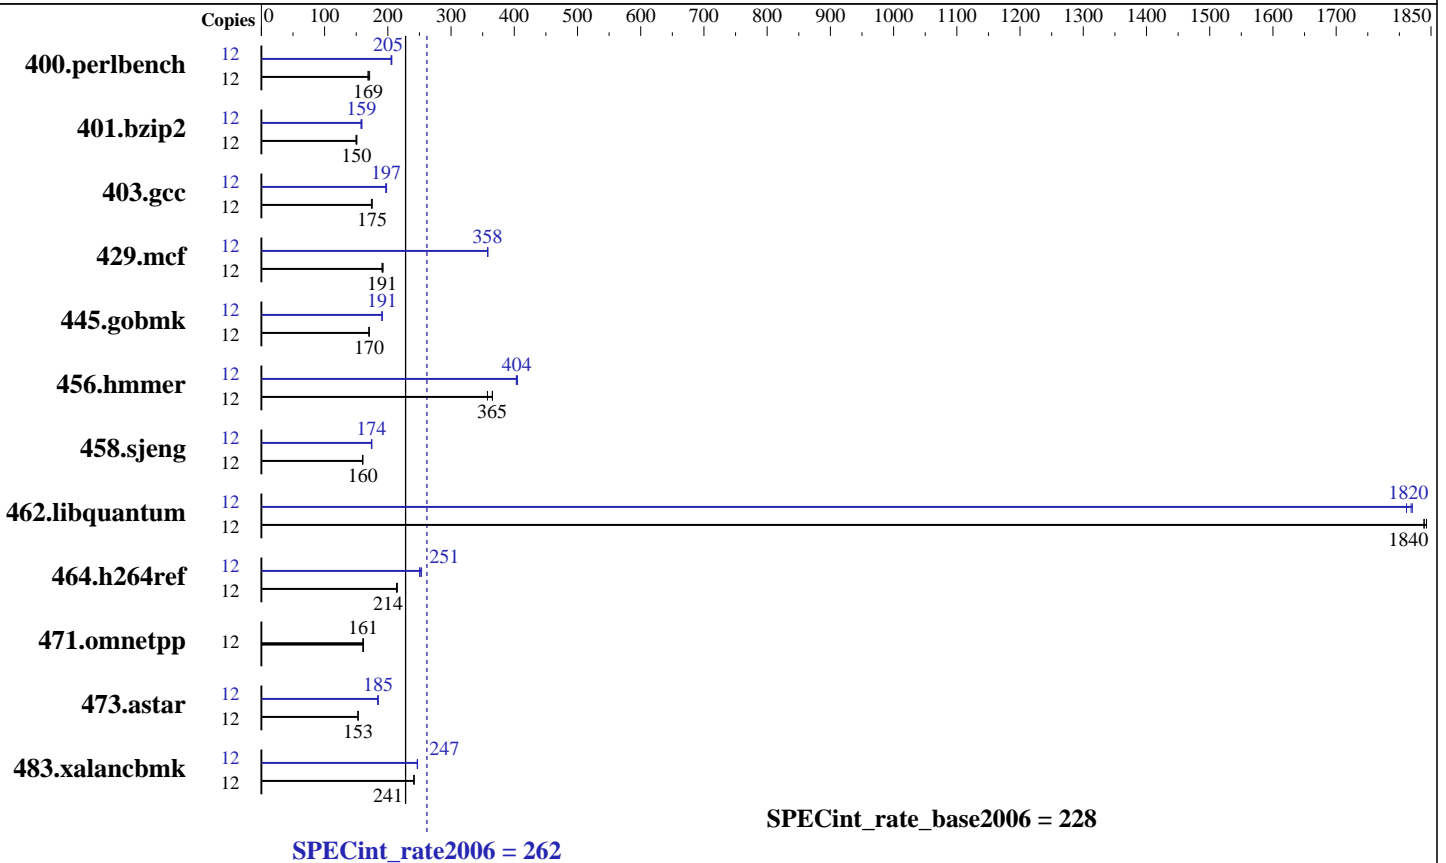 Copies 0 100 200 300 400 500 600 700 800 900 1000 1100 1200 1300 1400 1500 1600 1700 1850
400.perlbench 12 205
12 169
401.bzip2 12 159
12 150
403.gcc 12 197
12 175
429.mcf 12 358
12 191
445.gobmk 12 191
12 170
456.hmmer 12 404
12 365
458.sjeng 12 174
12 160
462.libquantum 12 1820
12 1840
464.h264ref 12 251
12 214
471.omnetpp 12 161
473.astar 12 185
12 153
483.xalancbmk 12 247
12 241
SPECint_rate_base2006 = 228
SPECint_rate2006 = 262